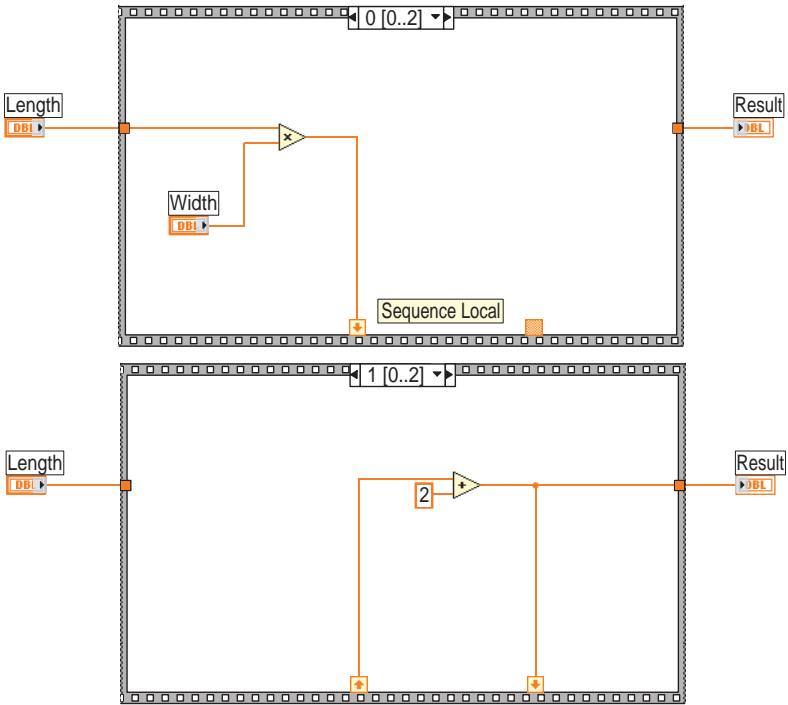 0 [0..2]
Length
DBL
Result
DBL
×
Width
DBL
Sequence Local
1 [0..2]
Length
DBL
Result
DBL
2
+